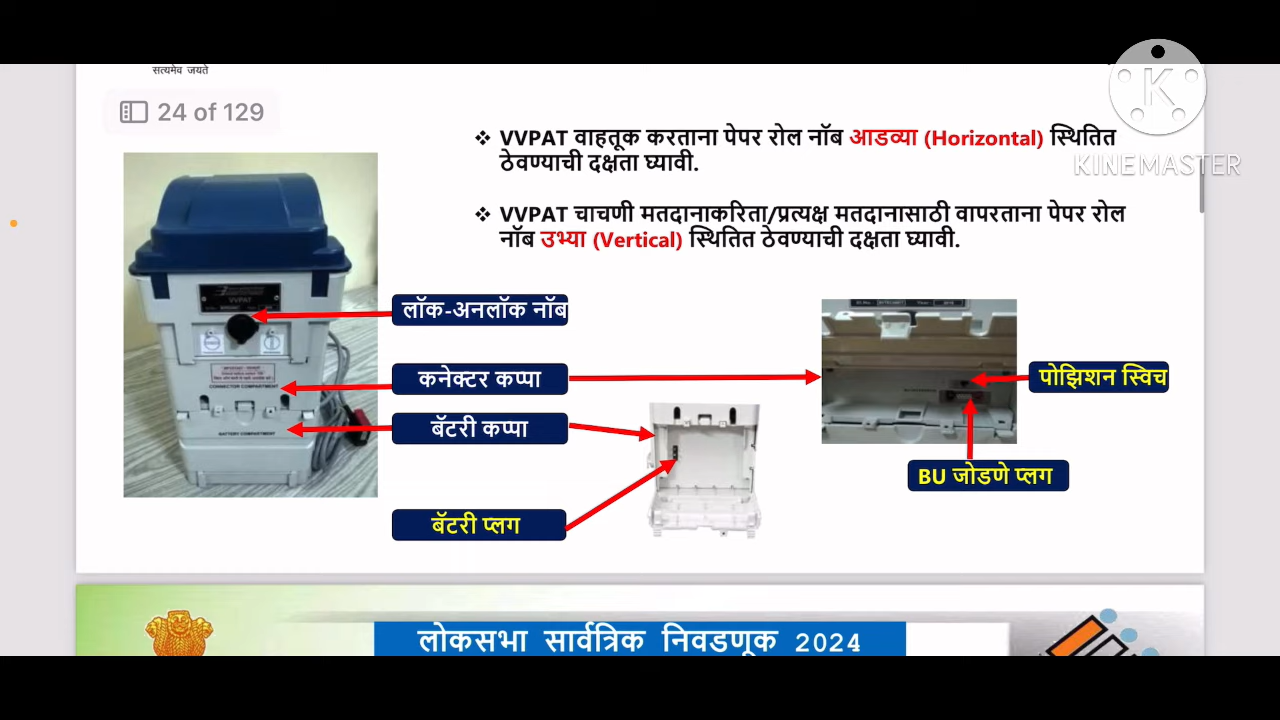 सत्यमेव जयते
24 of 129
❖ VVPAT वाहतूक करताना पेपर रोल नॉब आडव्या (Horizontal) स्थितित
ठेवण्याची दक्षता घ्यावी.
KINEMASTER
❖ VVPAT चाचणी मतदानाकरिता/प्रत्यक्ष मतदानासाठी वापरताना पेपर रोल
नॉब उभ्या (Vertical) स्थितित ठेवण्याची दक्षता घ्यावी.
VVPAT
लॉक-अनलॉक नॉब
CONNECTOR COMPARTMENT
कनेक्टर कप्पा
पोझिशन स्विच
BATTERY COMPARTMENT
बॅटरी कप्पा
BU जोडणे प्लग
बॅटरी प्लग
लोकसभा सार्वत्रिक निवडणूक 2024